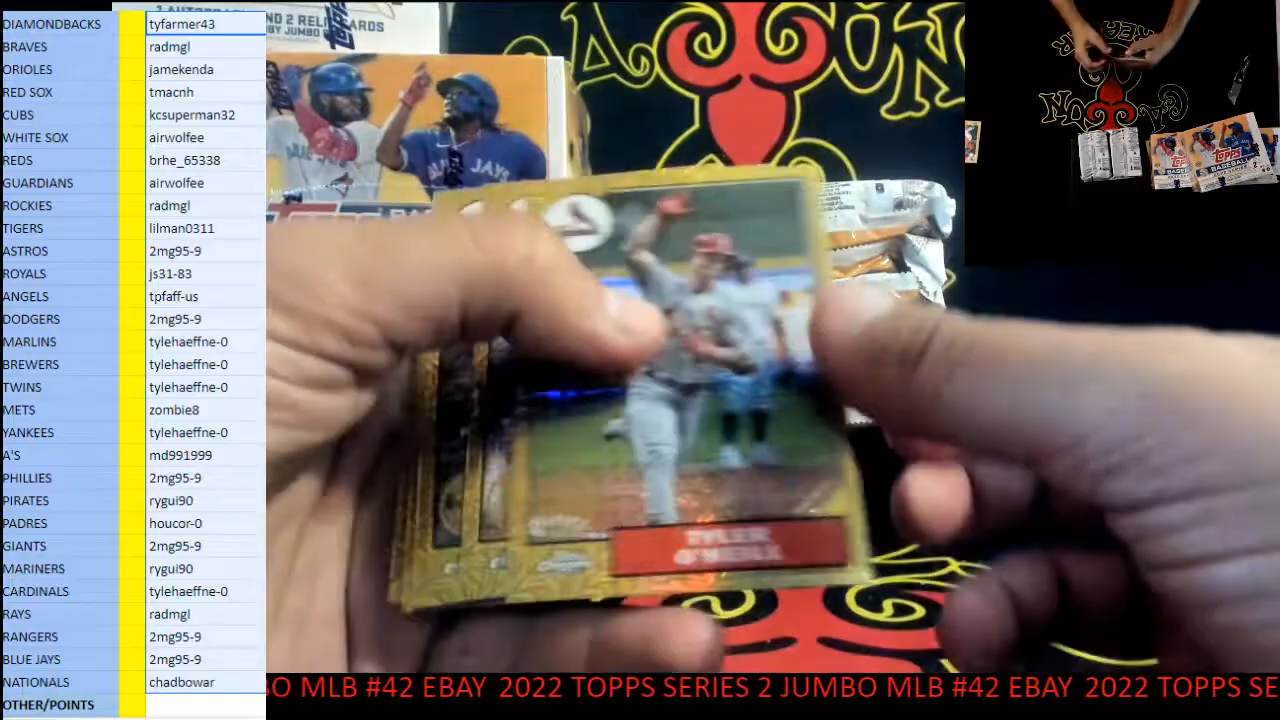 DIAMONDBACKS tyfarmer43
BRAVES radmgl
ORIOLES jamekenda
RED SOX tmacnh
CUBS kcsuperman32
WHITE SOX airwolfee
REDS brhe_65338
GUARDIANS airwolfee
ROCKIES radmgl
TIGERS lilman0311
ASTROS 2mg95-9
ROYALS js31-83
ANGELS tpfaff-us
DODGERS 2mg95-9
MARLINS tylehaeffne-0
BREWERS tylehaeffne-0
TWINS tylehaeffne-0
METS zombie8
YANKEES tylehaeffne-0
A'S md991999
PHILLIES 2mg95-9
PIRATES rygui90
PADRES houcor-0
GIANTS 2mg95-9
MARINERS rygui90
CARDINALS tylehaeffne-0
RAYS radmgl
RANGERS 2mg95-9
BLUE JAYS 2mg95-9
NATIONALS chadbowar
OTHER/POINTS
TOPPS
JAYS
TYLER
O'NEILL
TOPPS
BASEBALL
O MLB #42 EBAY 2022 TOPPS SERIES 2 JUMBO MLB #42 EBAY 2022 TOPPS SE